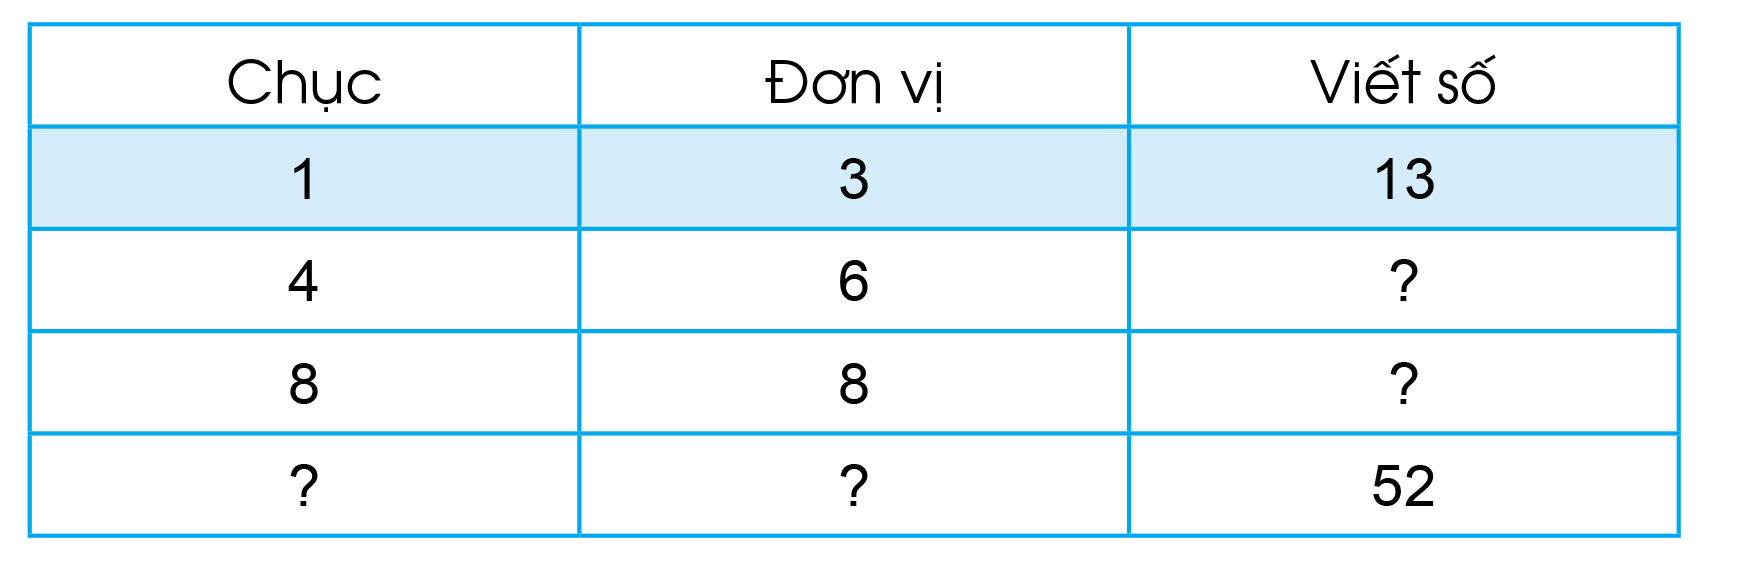 Chục Đơn vị Viết số
1 3 13
4 6 ?
8 8 ?
? ? 52